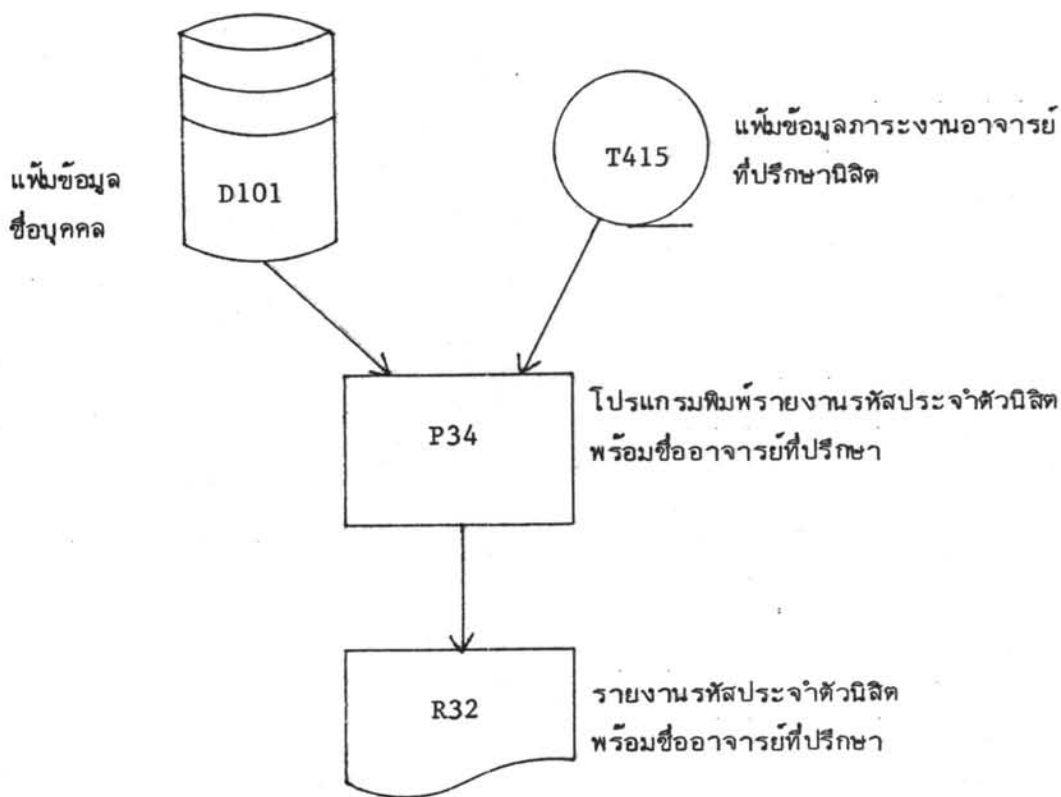 แฟ้มข้อมูล
ชื่อบุคคล
D101
T415
แฟ้มข้อมูลภาระงานอาจารย์
ที่ปรึกษานิสิต
P34
โปรแกรมพิมพ์รายงานรหัสประจำตัวนิสิต
พร้อมชื่ออาจารย์ที่ปรึกษา
R32
รายงานรหัสประจำตัวนิสิต
พร้อมชื่ออาจารย์ที่ปรึกษา